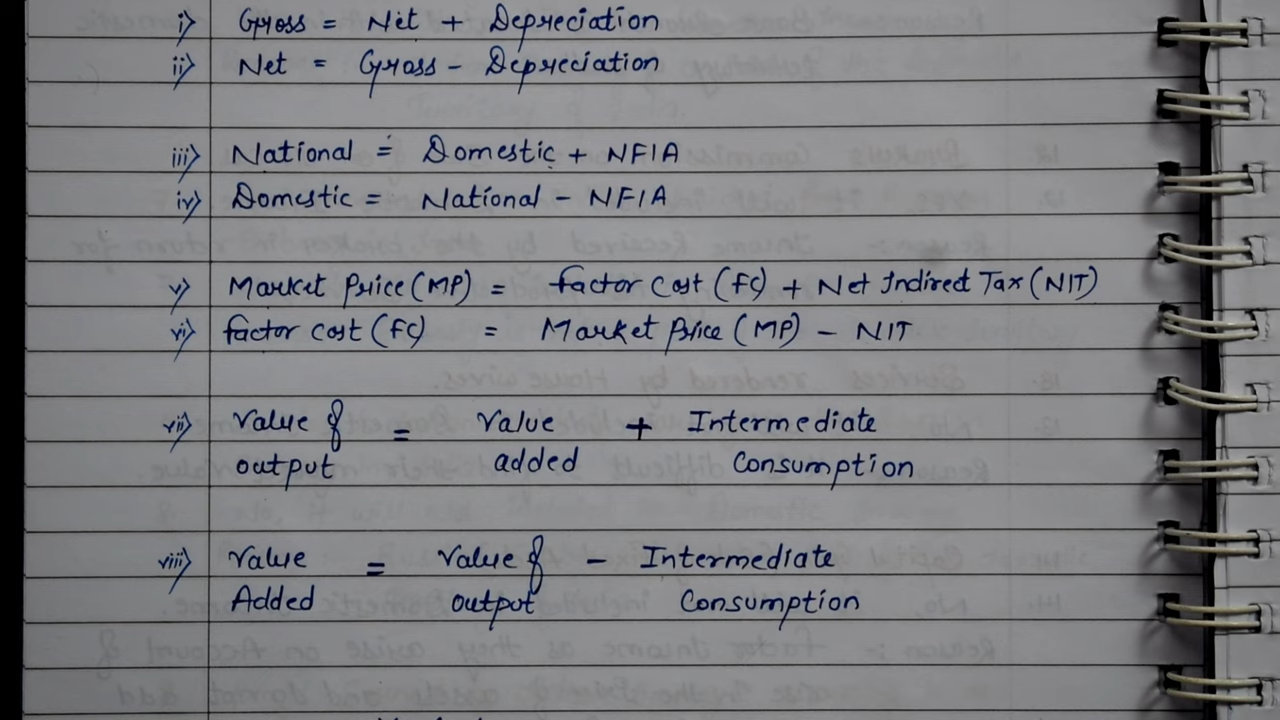 i) Gross = Net + Depreciation
ii) Net = Gross - Depreciation
iii) National = Domestic + NFIA
iv) Domestic = National - NFIA
v) Market Price (MP) = factor Cost (FC) + Net Indirect Tax (NIT)
vi) factor cost (FC) = Market Price (MP) - NIT
vii) Value of output = Value added + Intermediate Consumption
viii) Value Added = Value of output - Intermediate Consumption